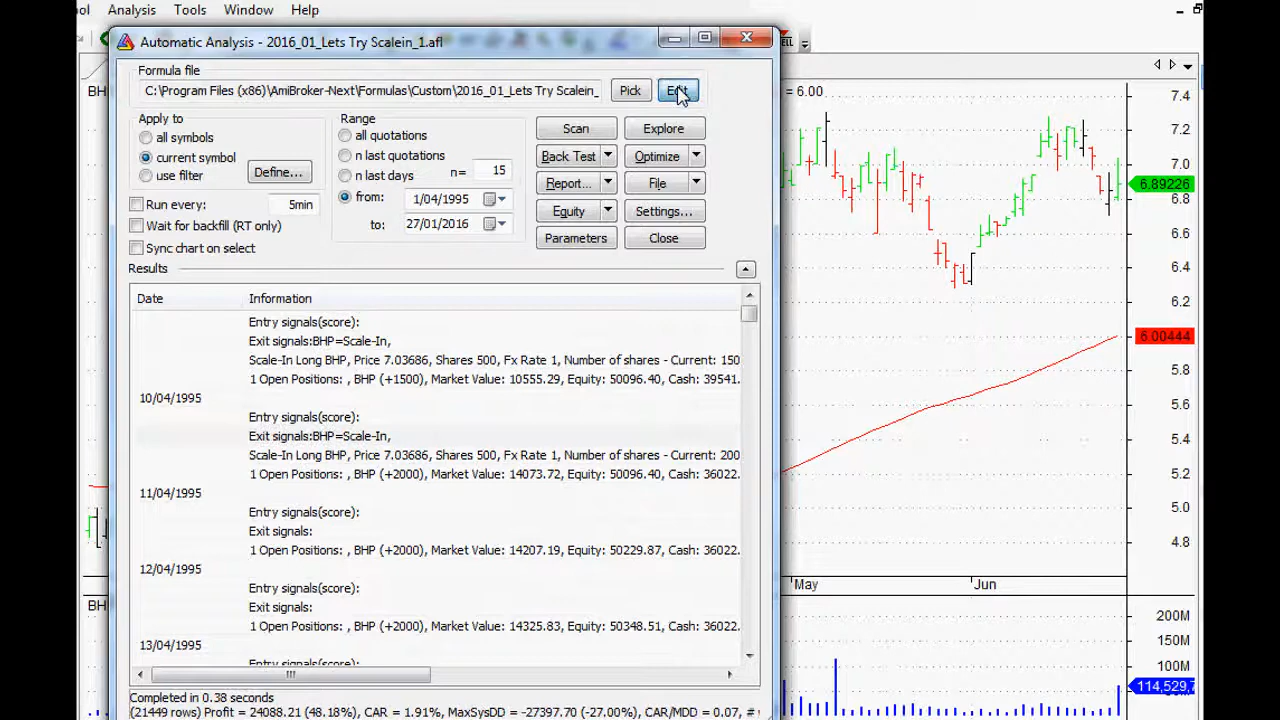 ol Analysis Tools Window Help
Automatic Analysis - 2016_01_Lets Try Scalein_1.afl
ELL
Formula file
C:\Program Files (x86)\AmiBroker-Next\Formulas\Custom\2016_01_Lets Try Scalein_ Pick Edit
BH = 6.00
Apply to
all symbols
current symbol
use filter
Define...
Run every: 5min
Wait for backfill (RT only)
Sync chart on select
Range
all quotations
n last quotations
n last days n= 15
from: 1/04/1995
to: 27/01/2016
Scan Explore
Back Test Optimize
Report... File
Equity Settings...
Parameters Close
Results
Date Information
Entry signals(score):
Exit signals:BHP=Scale-In,
Scale-In Long BHP, Price 7.03686, Shares 500, Fx Rate 1, Number of shares - Current: 150
1 Open Positions: , BHP (+1500), Market Value: 10555.29, Equity: 50096.40, Cash: 39541.
10/04/1995
Entry signals(score):
Exit signals:BHP=Scale-In,
Scale-In Long BHP, Price 7.03686, Shares 500, Fx Rate 1, Number of shares - Current: 200
1 Open Positions: , BHP (+2000), Market Value: 14073.72, Equity: 50096.40, Cash: 36022.
11/04/1995
Entry signals(score):
Exit signals:
1 Open Positions: , BHP (+2000), Market Value: 14207.19, Equity: 50229.87, Cash: 36022.
12/04/1995
Entry signals(score):
Exit signals:
1 Open Positions: , BHP (+2000), Market Value: 14325.83, Equity: 50348.51, Cash: 36022.
13/04/1995
Entry signals(score):
Completed in 0.38 seconds
(21449 rows) Profit = 24088.21 (48.18%), CAR = 1.91%, MaxSysDD = -27397.70 (-27.00%), CAR/MDD = 0.07, #
7.4
7.2
7.0
6.89226
6.8
6.6
6.4
6.2
6.00444
5.8
5.6
5.4
5.2
5.0
4.8
May Jun
BH
200M
150M
100M
114,529,7